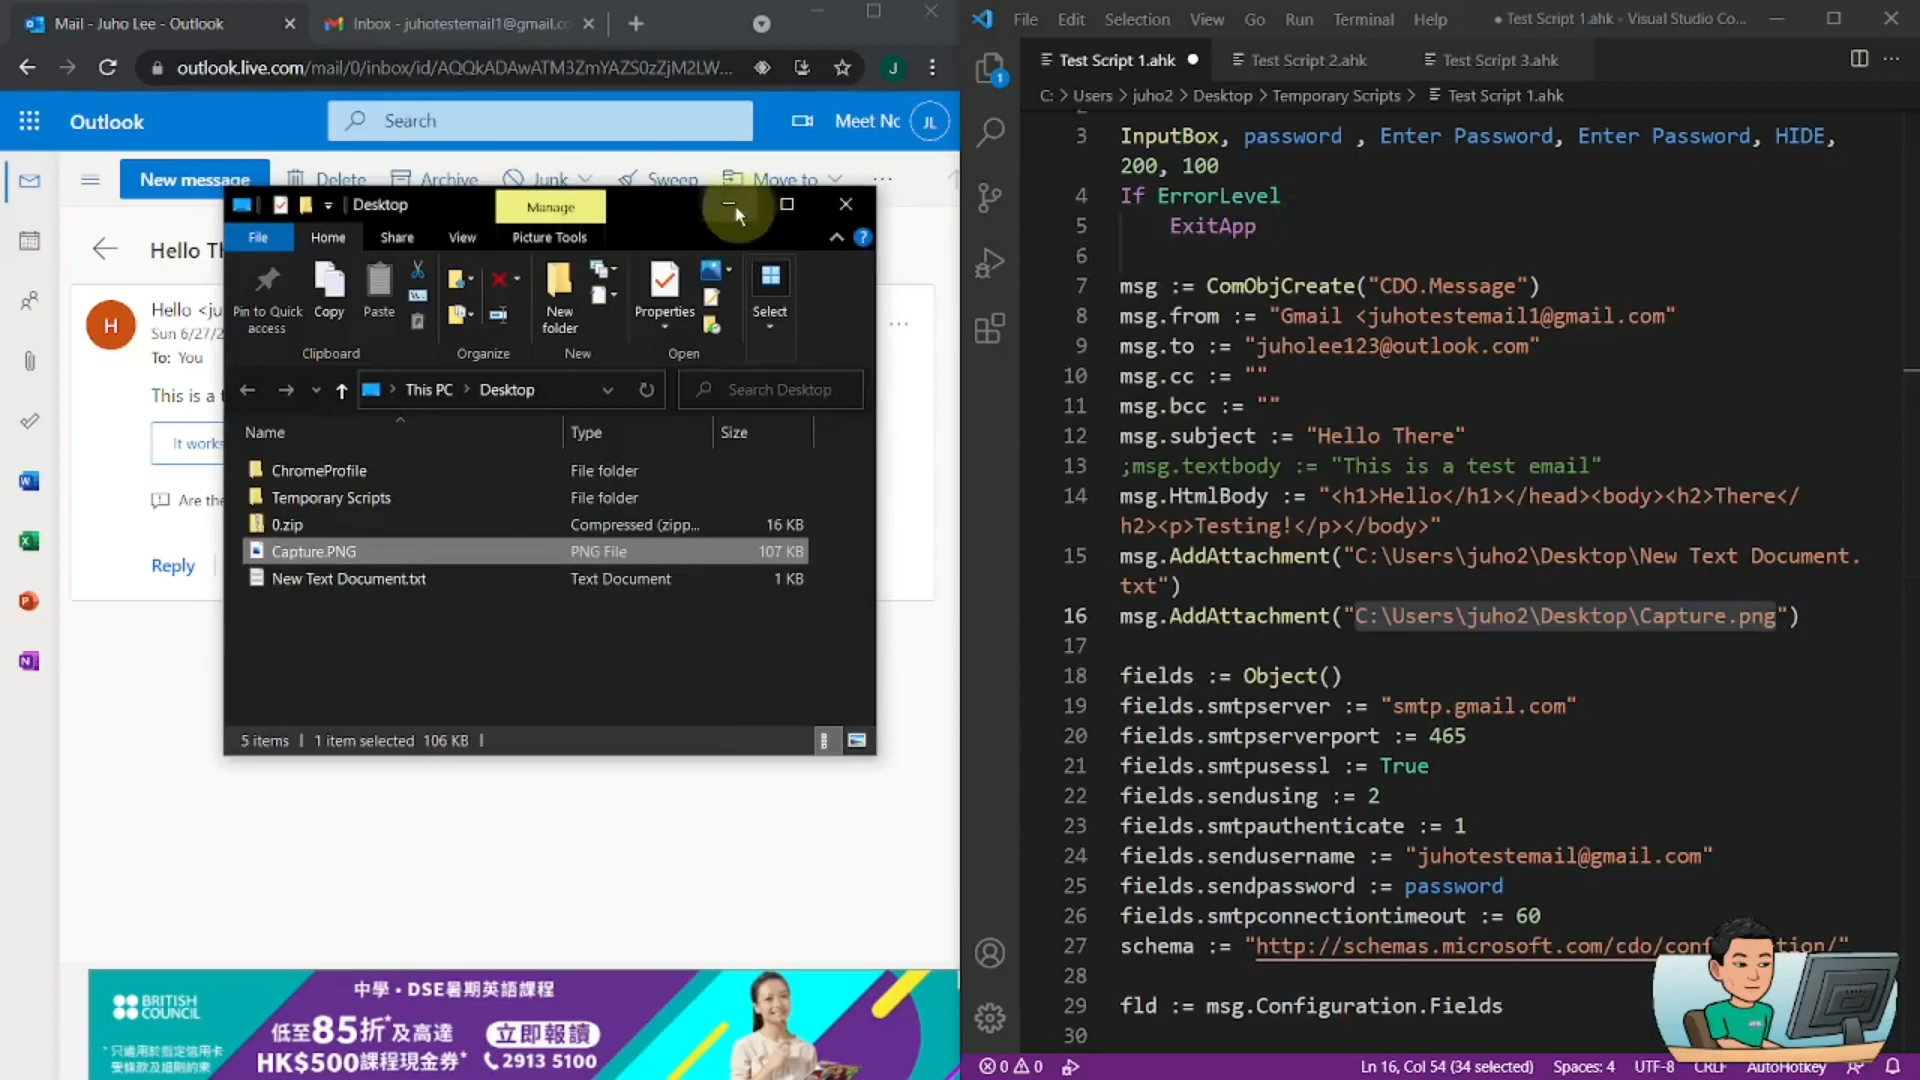 Mail - Juho Lee - Outlook
Inbox - juhotestemail1@gmail.co
outlook.live.com/mail/0/inbox/id/AQQkADAwATM3ZmYAZS0zZjM2LW...
J
Outlook
Search
Meet Nc
JL
New message
Delete
Archive
Junk
Sweep
Move to
Hello Th
H
Hello <ju
Sun 6/27/2
To: You
This is a t
It works
Are the
Reply
Desktop
Manage
File
Home
Share
View
Picture Tools
Pin to Quick access
Copy
Paste
New folder
Properties
Select
Clipboard
Organize
New
Open
This PC > Desktop
Search Desktop
Name Type Size
ChromeProfile File folder
Temporary Scripts File folder
0.zip Compressed (zipp... 16 KB
Capture.PNG PNG File 107 KB
New Text Document.txt Text Document 1 KB
5 items 1 item selected 106 KB
BRITISH COUNCIL
中學・DSE暑期英語課程
低至85折*及高達
HK$500課程現金券*
立即報讀
2913 5100
File Edit Selection View Go Run Terminal Help
● Test Script 1.ahk - Visual Studio Co...
Test Script 1.ahk ●
Test Script 2.ahk
Test Script 3.ahk
1
C: > Users > juho2 > Desktop > Temporary Scripts > Test Script 1.ahk
3 InputBox, password , Enter Password, Enter Password, HIDE,
200, 100
4 If ErrorLevel
5 ExitApp
6
7 msg := ComObjCreate("CDO.Message")
8 msg.from := "Gmail <juhotestemail1@gmail.com"
9 msg.to := "juholee123@outlook.com"
10 msg.cc := ""
11 msg.bcc := ""
12 msg.subject := "Hello There"
13 ;msg.textbody := "This is a test email"
14 msg.HtmlBody := "<h1>Hello</h1></head><body><h2>There</
h2><p>Testing!</p></body>"
15 msg.AddAttachment("C:\Users\juho2\Desktop\New Text Document.
txt")
16 msg.AddAttachment("C:\Users\juho2\Desktop\Capture.png")
17
18 fields := Object()
19 fields.smtpserver := "smtp.gmail.com"
20 fields.smtpserverport := 465
21 fields.smtpusessl := True
22 fields.sendusing := 2
23 fields.smtpauthenticate := 1
24 fields.sendusername := "juhotestemail@gmail.com"
25 fields.sendpassword := password
26 fields.smtpconnectiontimeout := 60
27 schema := "http://schemas.microsoft.com/cdo/conf tion/"
28
29 fld := msg.Configuration.Fields
30
0 0
Ln 16, Col 54 (34 selected) Spaces: 4 UTF-8 CRLF AutoHotkey